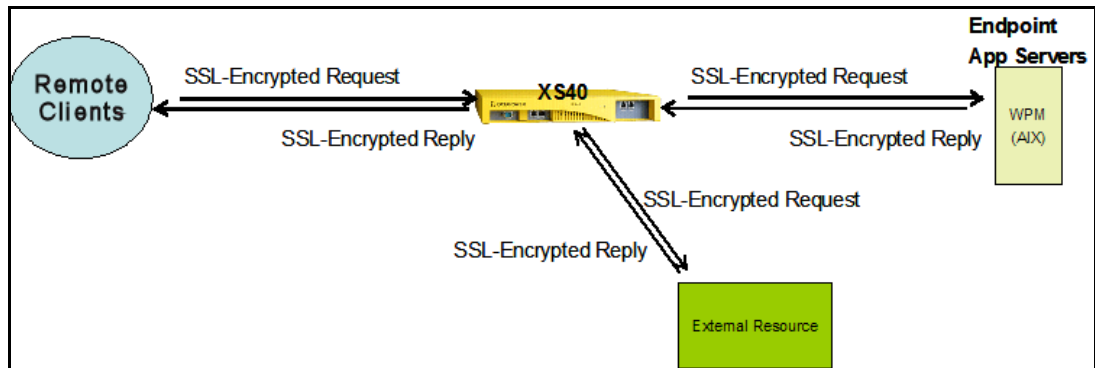 Endpoint
App Servers
Remote
Clients
SSL-Encrypted Request
XS40
SSL-Encrypted Request
SSL-Encrypted Reply
SSL-Encrypted Reply
WPM
(AIX)
SSL-Encrypted Request
SSL-Encrypted Reply
External Resource